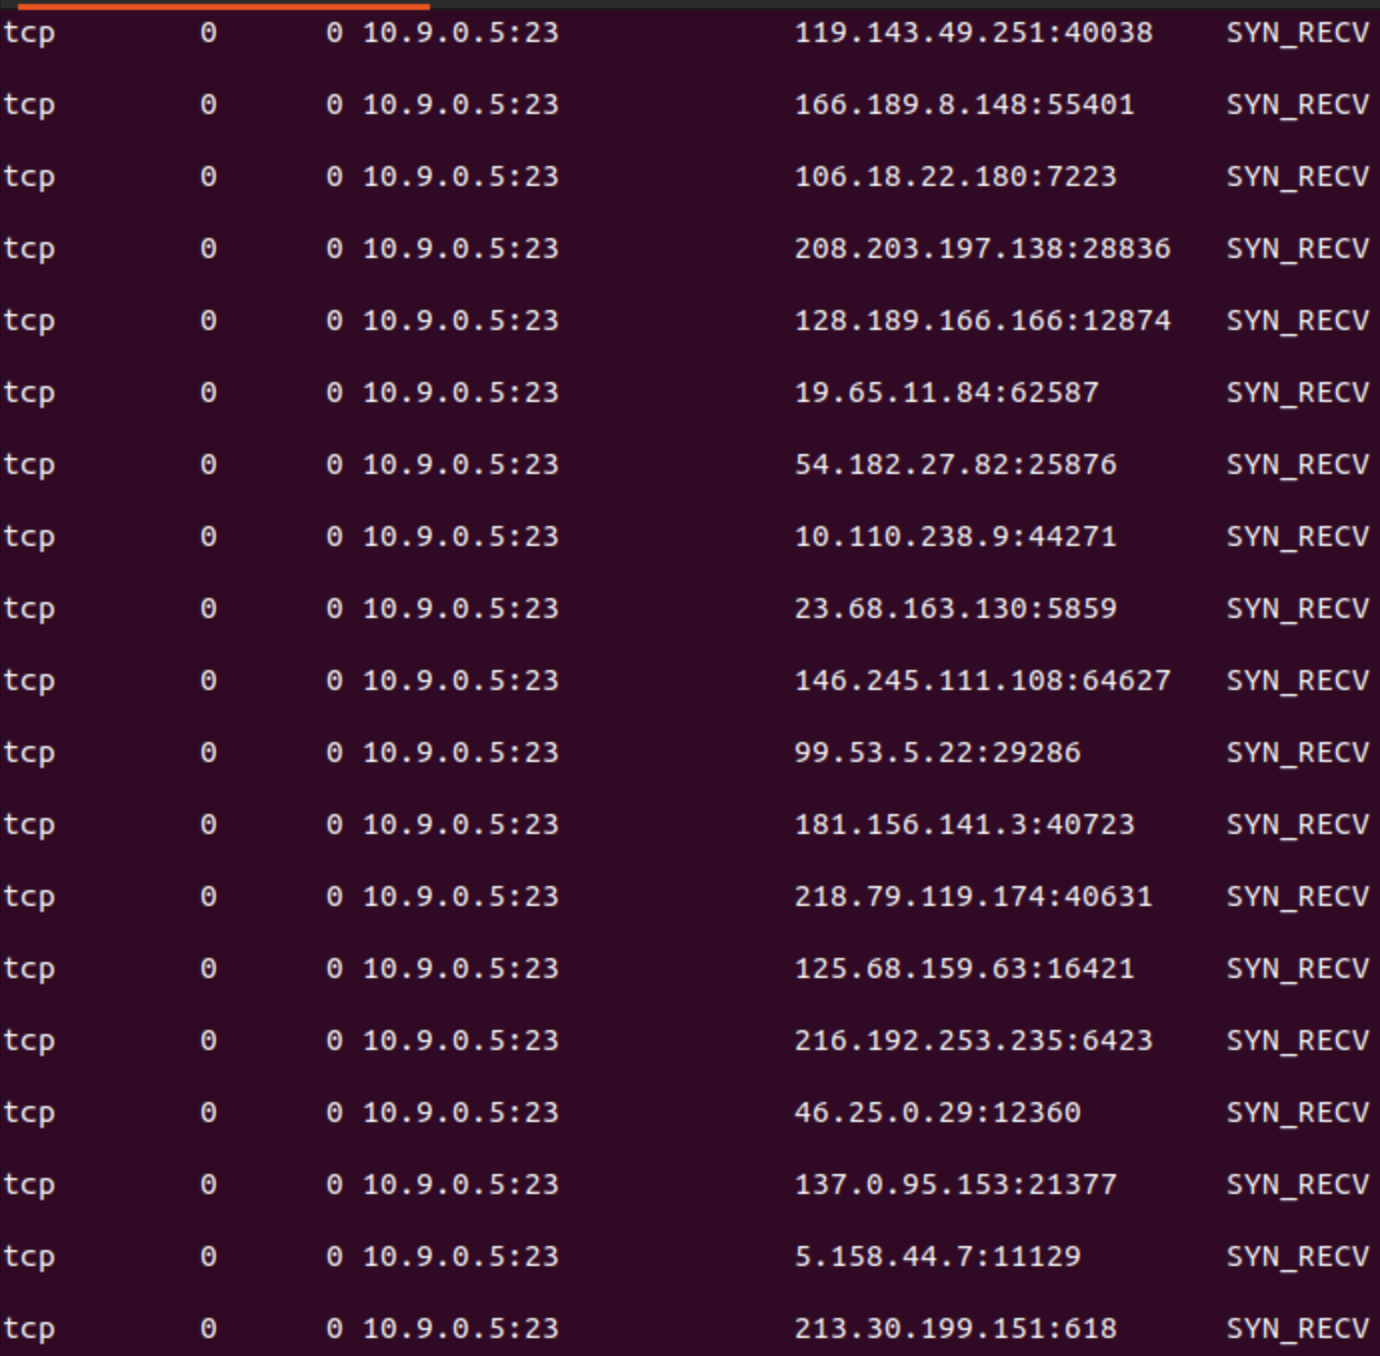 tcp 0 0 10.9.0.5:23 119.143.49.251:40038 SYN_RECV
tcp 0 0 10.9.0.5:23 166.189.8.148:55401 SYN_RECV
tcp 0 0 10.9.0.5:23 106.18.22.180:7223 SYN_RECV
tcp 0 0 10.9.0.5:23 208.203.197.138:28836 SYN_RECV
tcp 0 0 10.9.0.5:23 128.189.166.166:12874 SYN_RECV
tcp 0 0 10.9.0.5:23 19.65.11.84:62587 SYN_RECV
tcp 0 0 10.9.0.5:23 54.182.27.82:25876 SYN_RECV
tcp 0 0 10.9.0.5:23 10.110.238.9:44271 SYN_RECV
tcp 0 0 10.9.0.5:23 23.68.163.130:5859 SYN_RECV
tcp 0 0 10.9.0.5:23 146.245.111.108:64627 SYN_RECV
tcp 0 0 10.9.0.5:23 99.53.5.22:29286 SYN_RECV
tcp 0 0 10.9.0.5:23 181.156.141.3:40723 SYN_RECV
tcp 0 0 10.9.0.5:23 218.79.119.174:40631 SYN_RECV
tcp 0 0 10.9.0.5:23 125.68.159.63:16421 SYN_RECV
tcp 0 0 10.9.0.5:23 216.192.253.235:6423 SYN_RECV
tcp 0 0 10.9.0.5:23 46.25.0.29:12360 SYN_RECV
tcp 0 0 10.9.0.5:23 137.0.95.153:21377 SYN_RECV
tcp 0 0 10.9.0.5:23 5.158.44.7:11129 SYN_RECV
tcp 0 0 10.9.0.5:23 213.30.199.151:618 SYN_RECV